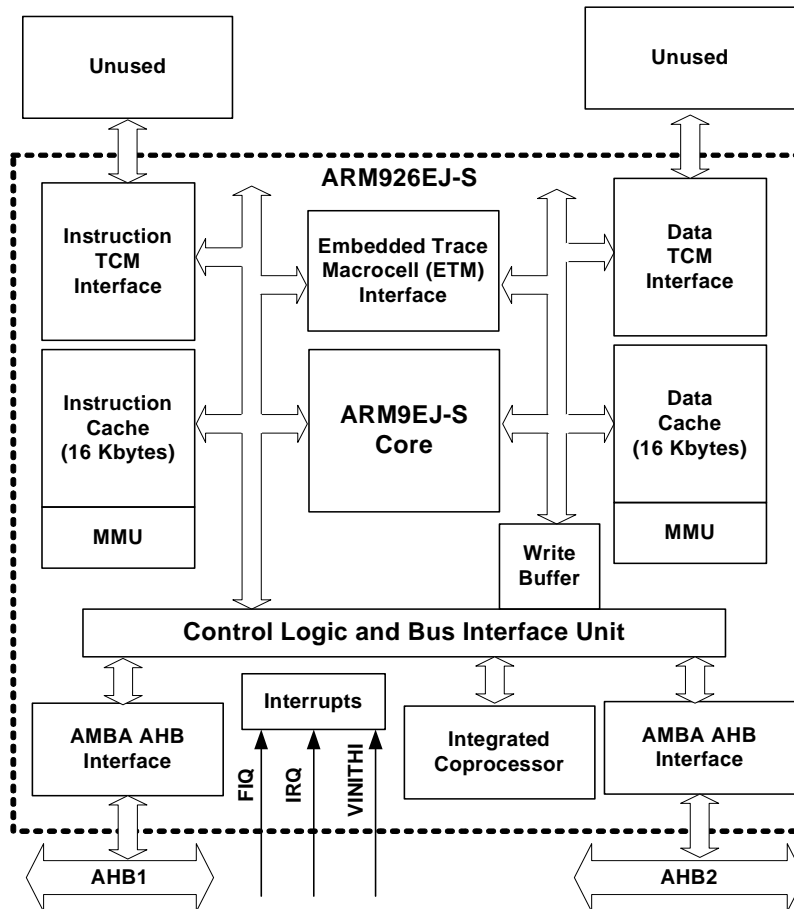 Unused
Unused
ARM926EJ-S
Instruction
TCM
Interface
Embedded Trace
Macrocell (ETM)
Interface
Data
TCM
Interface
Instruction
Cache
(16 Kbytes)
ARM9EJ-S
Core
Data
Cache
(16 Kbytes)
MMU
MMU
Write
Buffer
Control Logic and Bus Interface Unit
Interrupts
AMBA AHB
Interface
Integrated
Coprocessor
AMBA AHB
Interface
FIQ
IRQ
VINITHI
AHB1
AHB2